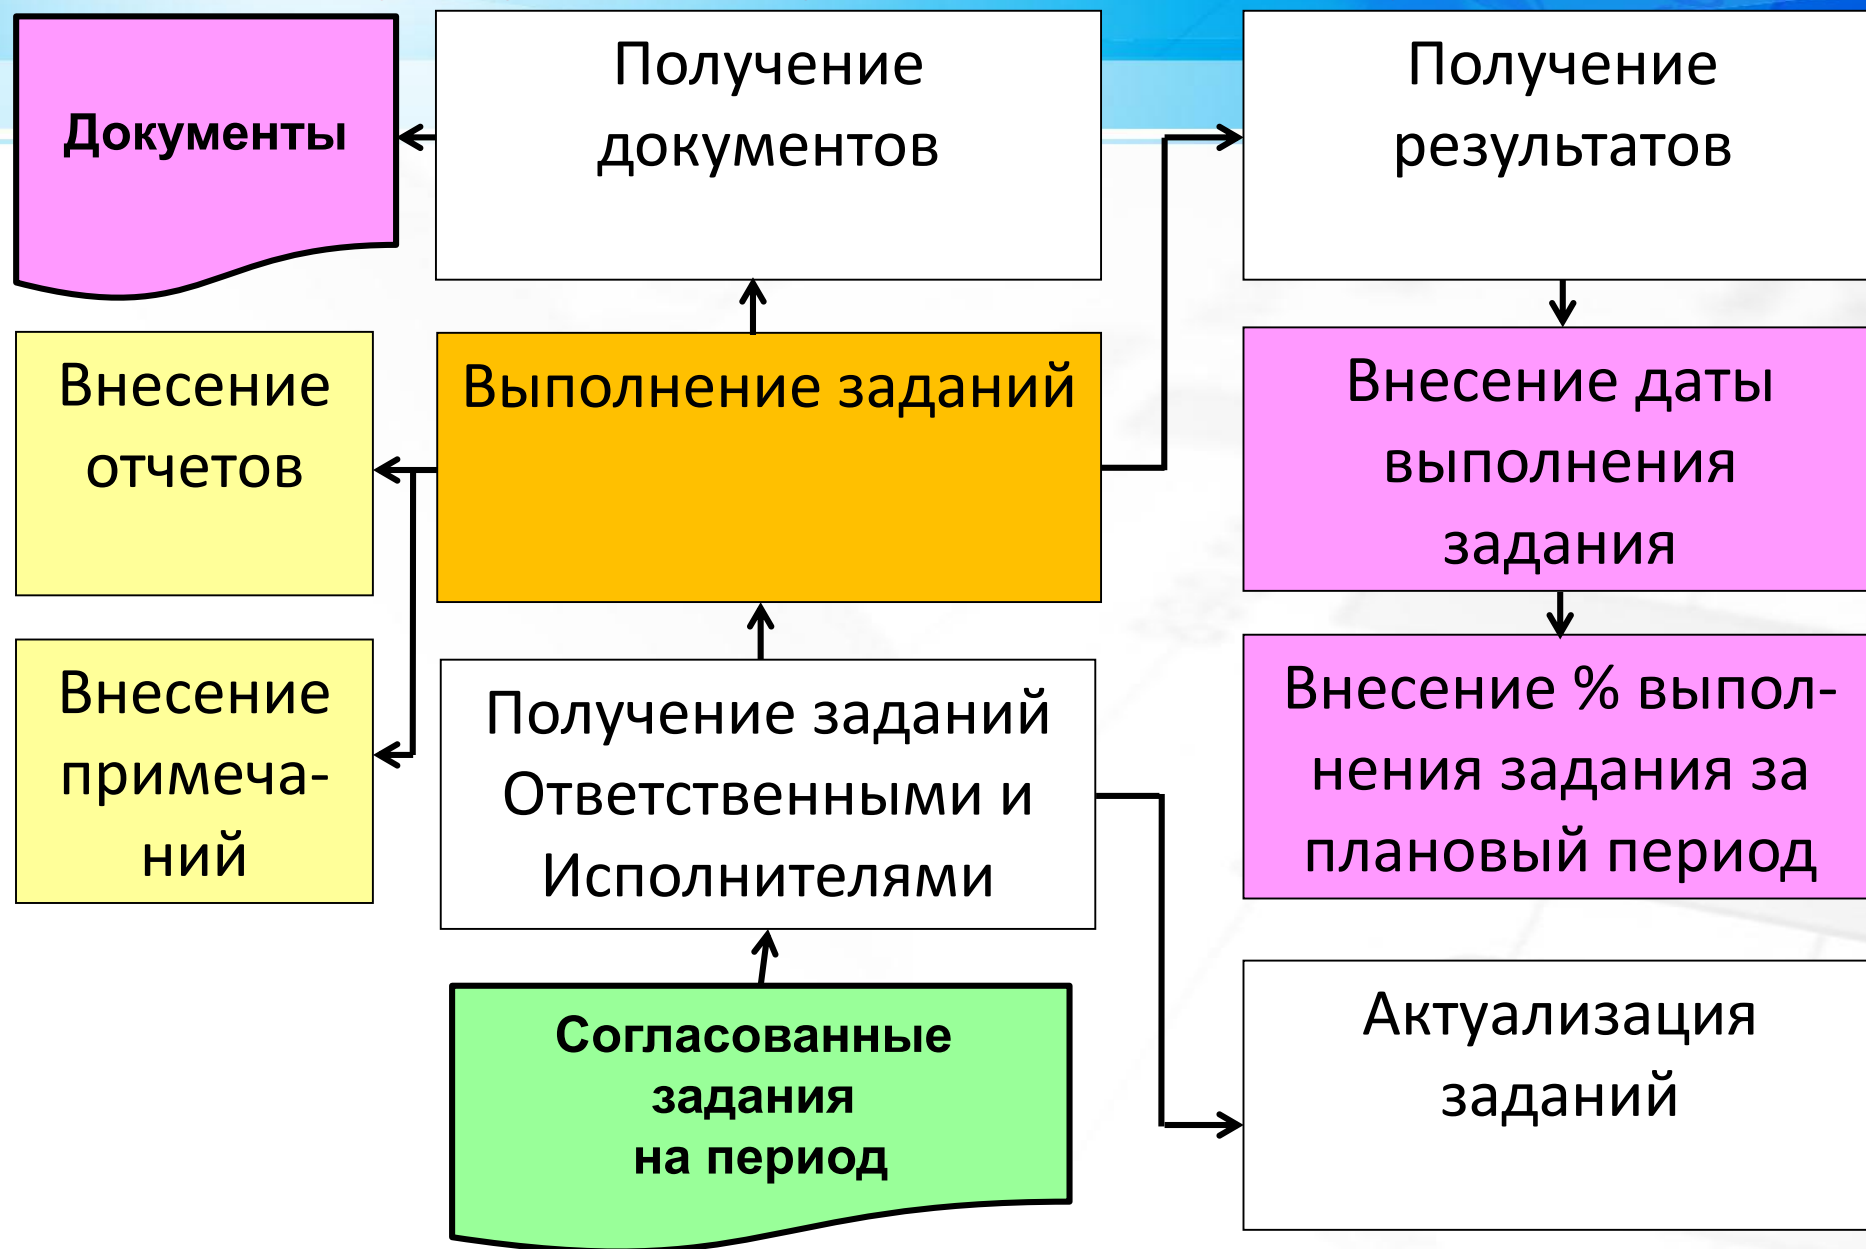 Документы
Получение
документов
Получение
результатов
Внесение
отчетов
Выполнение заданий
Внесение даты
выполнения
задания
Внесение
примеча-
ний
Получение заданий
Ответственными и
Исполнителями
Внесение % выпол-
нения задания за
плановый период
Согласованные
задания
на период
Актуализация
заданий